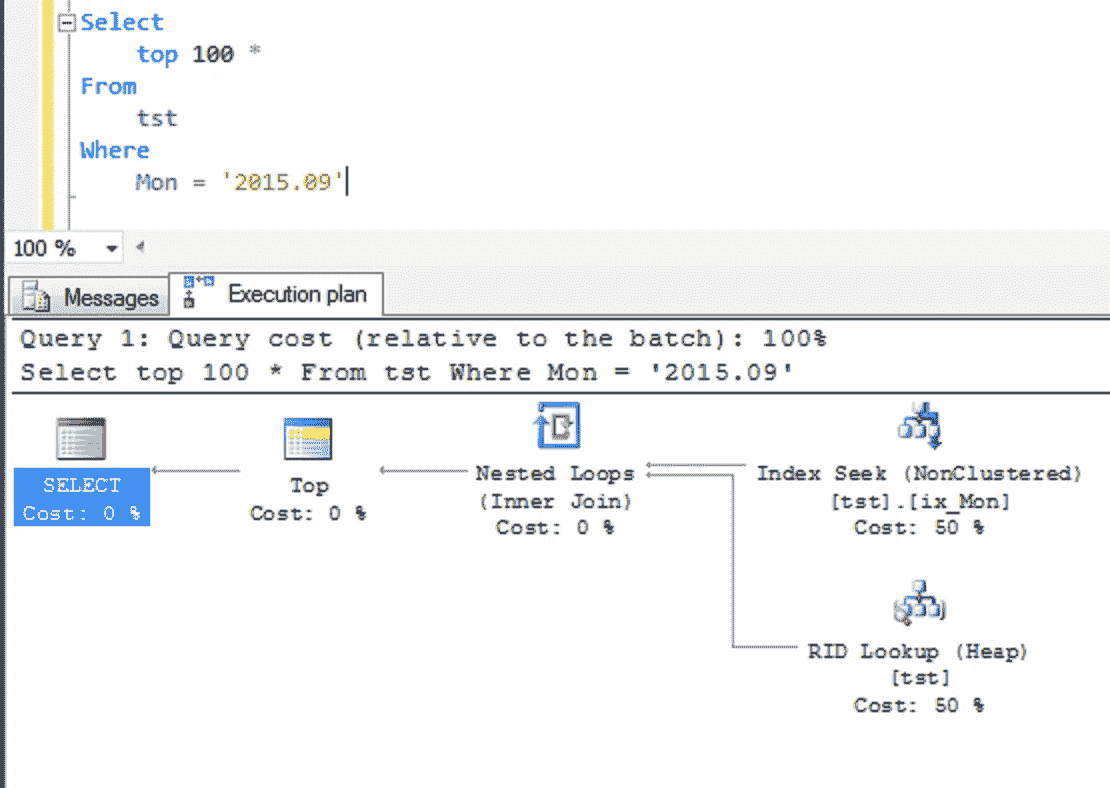 Select
top 100 *
From
tst
Where
Mon = '2015.09'
100 %
Messages
Execution plan
Query 1: Query cost (relative to the batch): 100%
Select top 100 * From tst Where Mon = '2015.09'
SELECT
Cost: 0 %
Top
Cost: 0 %
Nested Loops
(Inner Join)
Cost: 0 %
Index Seek (NonClustered)
[tst].[ix_Mon]
Cost: 50 %
RID Lookup (Heap)
[tst]
Cost: 50 %